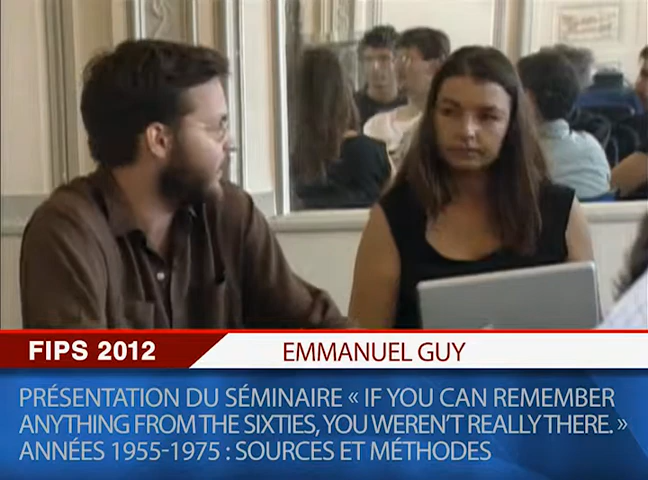 FIPS 2012
EMMANUEL GUY
PRÉSENTATION DU SÉMINAIRE « IF YOU CAN REMEMBER
ANYTHING FROM THE SIXTIES, YOU WEREN'T REALLY THERE. »
ANNÉES 1955-1975 : SOURCES ET MÉTHODES